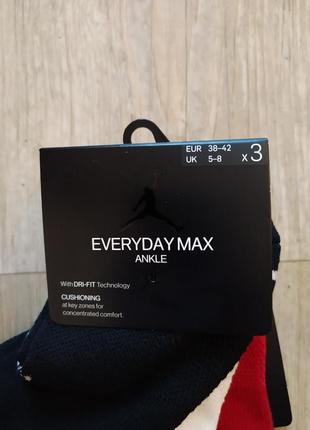 EUR 38-42
UK 5-8
x 3
EVERYDAY MAX
ANKLE
With DRI-FIT Technology
CUSHIONING
at key zones for
concentrated comfort.